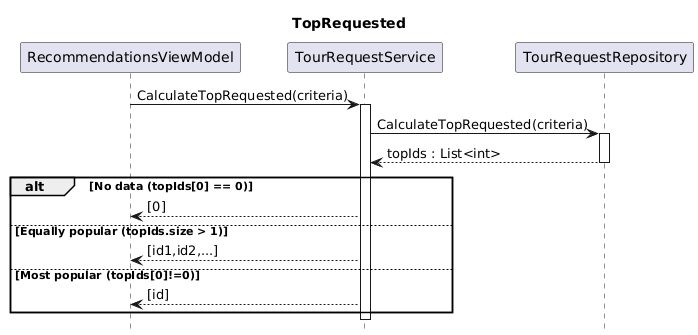 TopRequested
RecommendationsViewModel
TourRequestService
TourRequestRepository
CalculateTopRequested(criteria)
CalculateTopRequested(criteria)
topIds : List<int>
alt
[No data (topIds[0] == 0)]
[0]
[Equally popular (topIds.size > 1)]
[id1,id2,...]
[Most popular (topIds[0]!=0)]
[id]